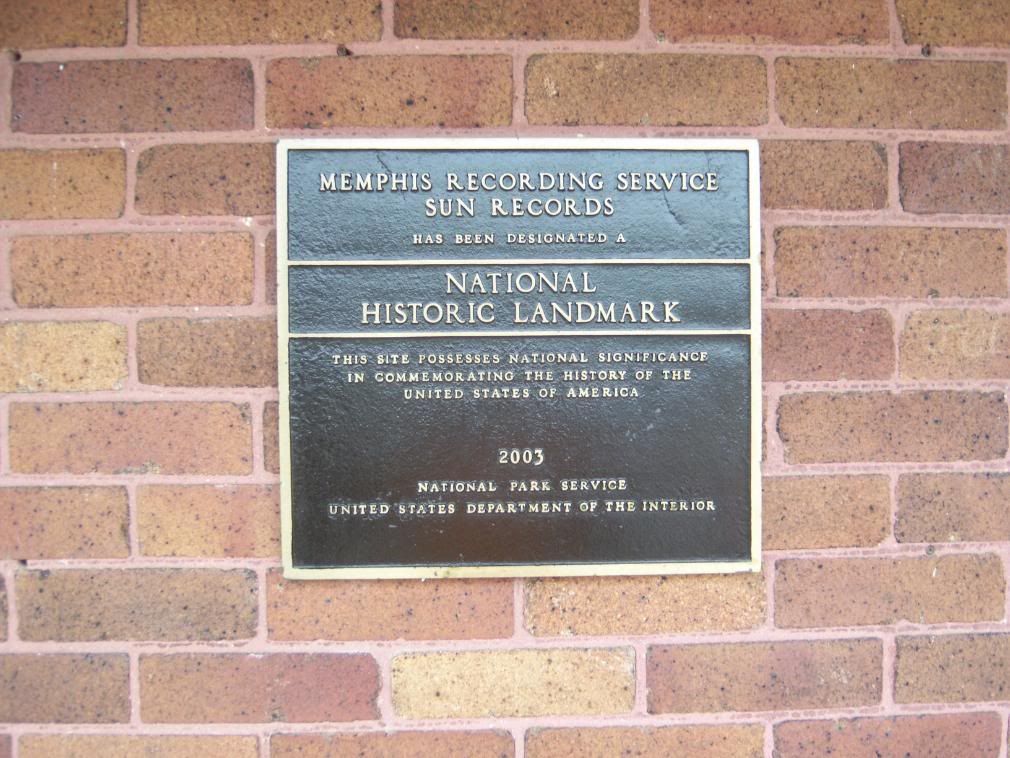 MEMPHIS RECORDING SERVICE
SUN RECORDS
HAS BEEN DESIGNATED A
NATIONAL
HISTORIC LANDMARK
THIS SITE POSSESSES NATIONAL SIGNIFICANCE
IN COMMEMORATING THE HISTORY OF THE
UNITED STATES OF AMERICA
2003
NATIONAL PARK SERVICE
UNITED STATES DEPARTMENT OF THE INTERIOR